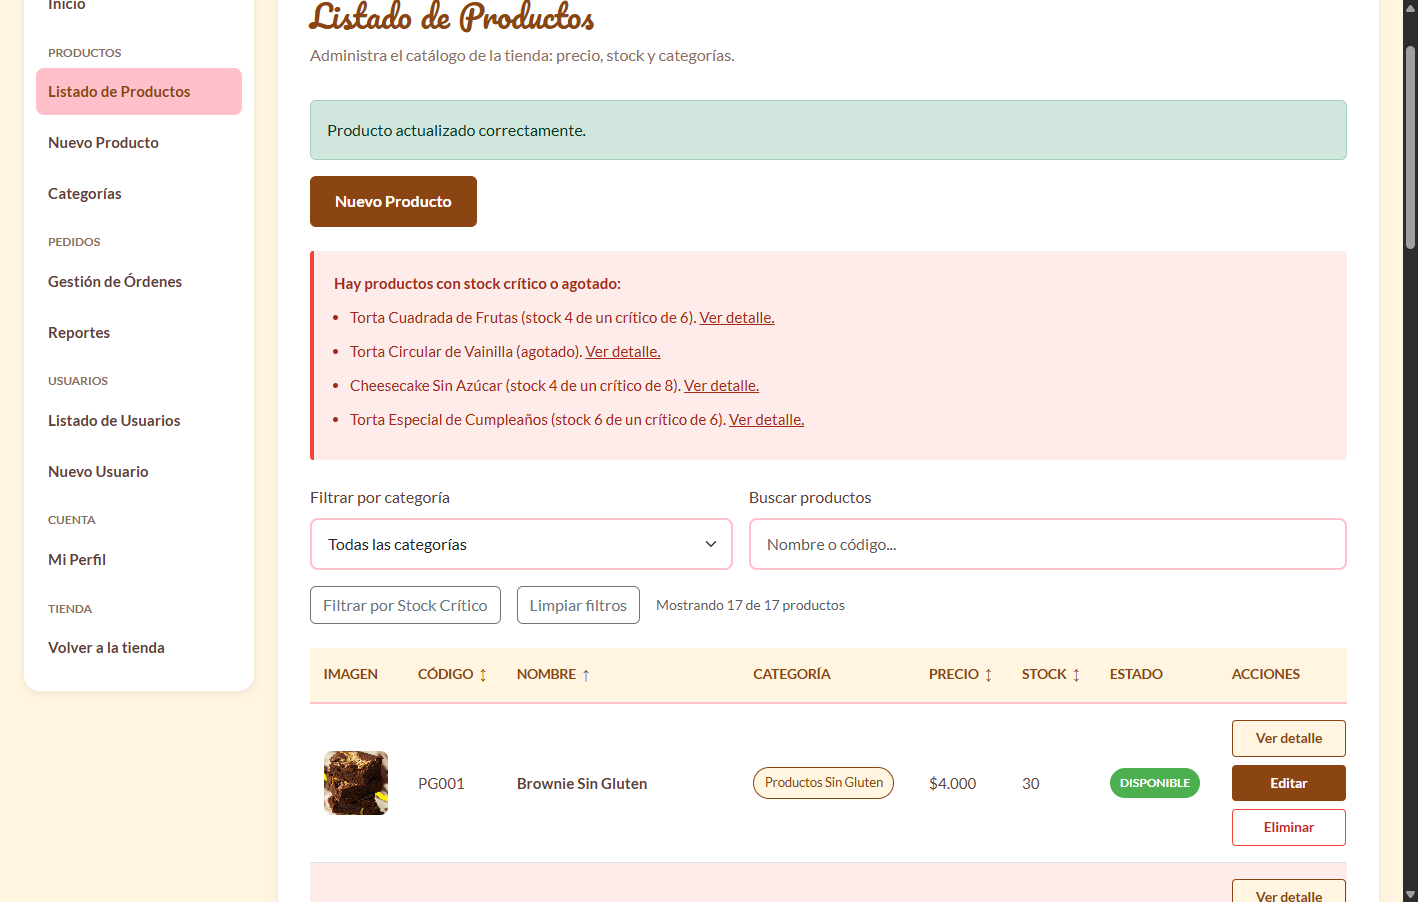 Inicio
PRODUCTOS
Listado de Productos
Nuevo Producto
Categorías
PEDIDOS
Gestión de Órdenes
Reportes
USUARIOS
Listado de Usuarios
Nuevo Usuario
CUENTA
Mi Perfil
TIENDA
Volver a la tienda
Listado de Productos
Administra el catálogo de la tienda: precio, stock y categorías.
Producto actualizado correctamente.
Nuevo Producto
Hay productos con stock crítico o agotado:
• Torta Cuadrada de Frutas (stock 4 de un crítico de 6). Ver detalle.
• Torta Circular de Vainilla (agotado). Ver detalle.
• Cheesecake Sin Azúcar (stock 4 de un crítico de 8). Ver detalle.
• Torta Especial de Cumpleaños (stock 6 de un crítico de 6). Ver detalle.
Filtrar por categoría
Todas las categorías
Buscar productos
Nombre o código...
Filtrar por Stock Crítico
Limpiar filtros
Mostrando 17 de 17 productos
IMAGEN CÓDIGO ↕ NOMBRE ↑ CATEGORÍA PRECIO ↕ STOCK ↕ ESTADO ACCIONES
PG001 Brownie Sin Gluten Productos Sin Gluten $4.000 30 DISPONIBLE
Ver detalle
Editar
Eliminar
Ver detalle